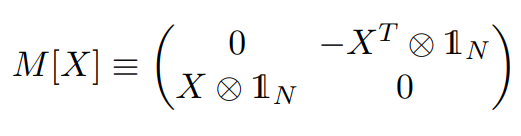 M[X] ≡ ( 0 −X^T ⊗ 𝟙_N
X ⊗ 𝟙_N 0 )